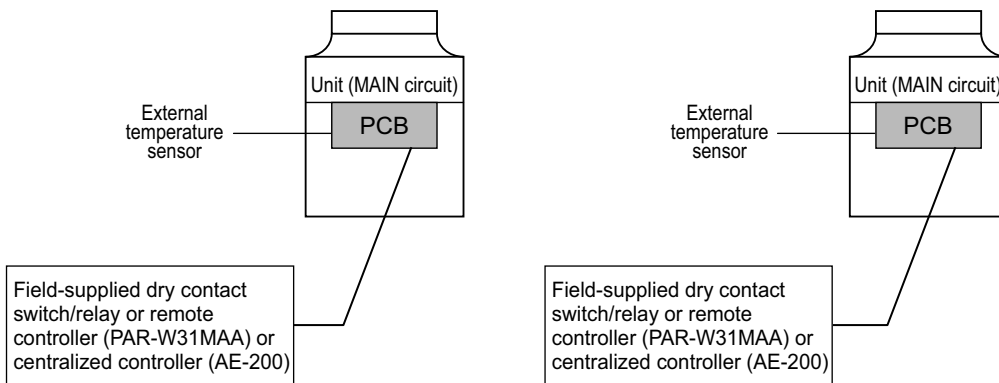 Unit (MAIN circuit)
External
temperature
sensor
PCB
Field-supplied dry contact
switch/relay or remote
controller (PAR-W31MAA) or
centralized controller (AE-200)
Unit (MAIN circuit)
External
temperature
sensor
PCB
Field-supplied dry contact
switch/relay or remote
controller (PAR-W31MAA) or
centralized controller (AE-200)